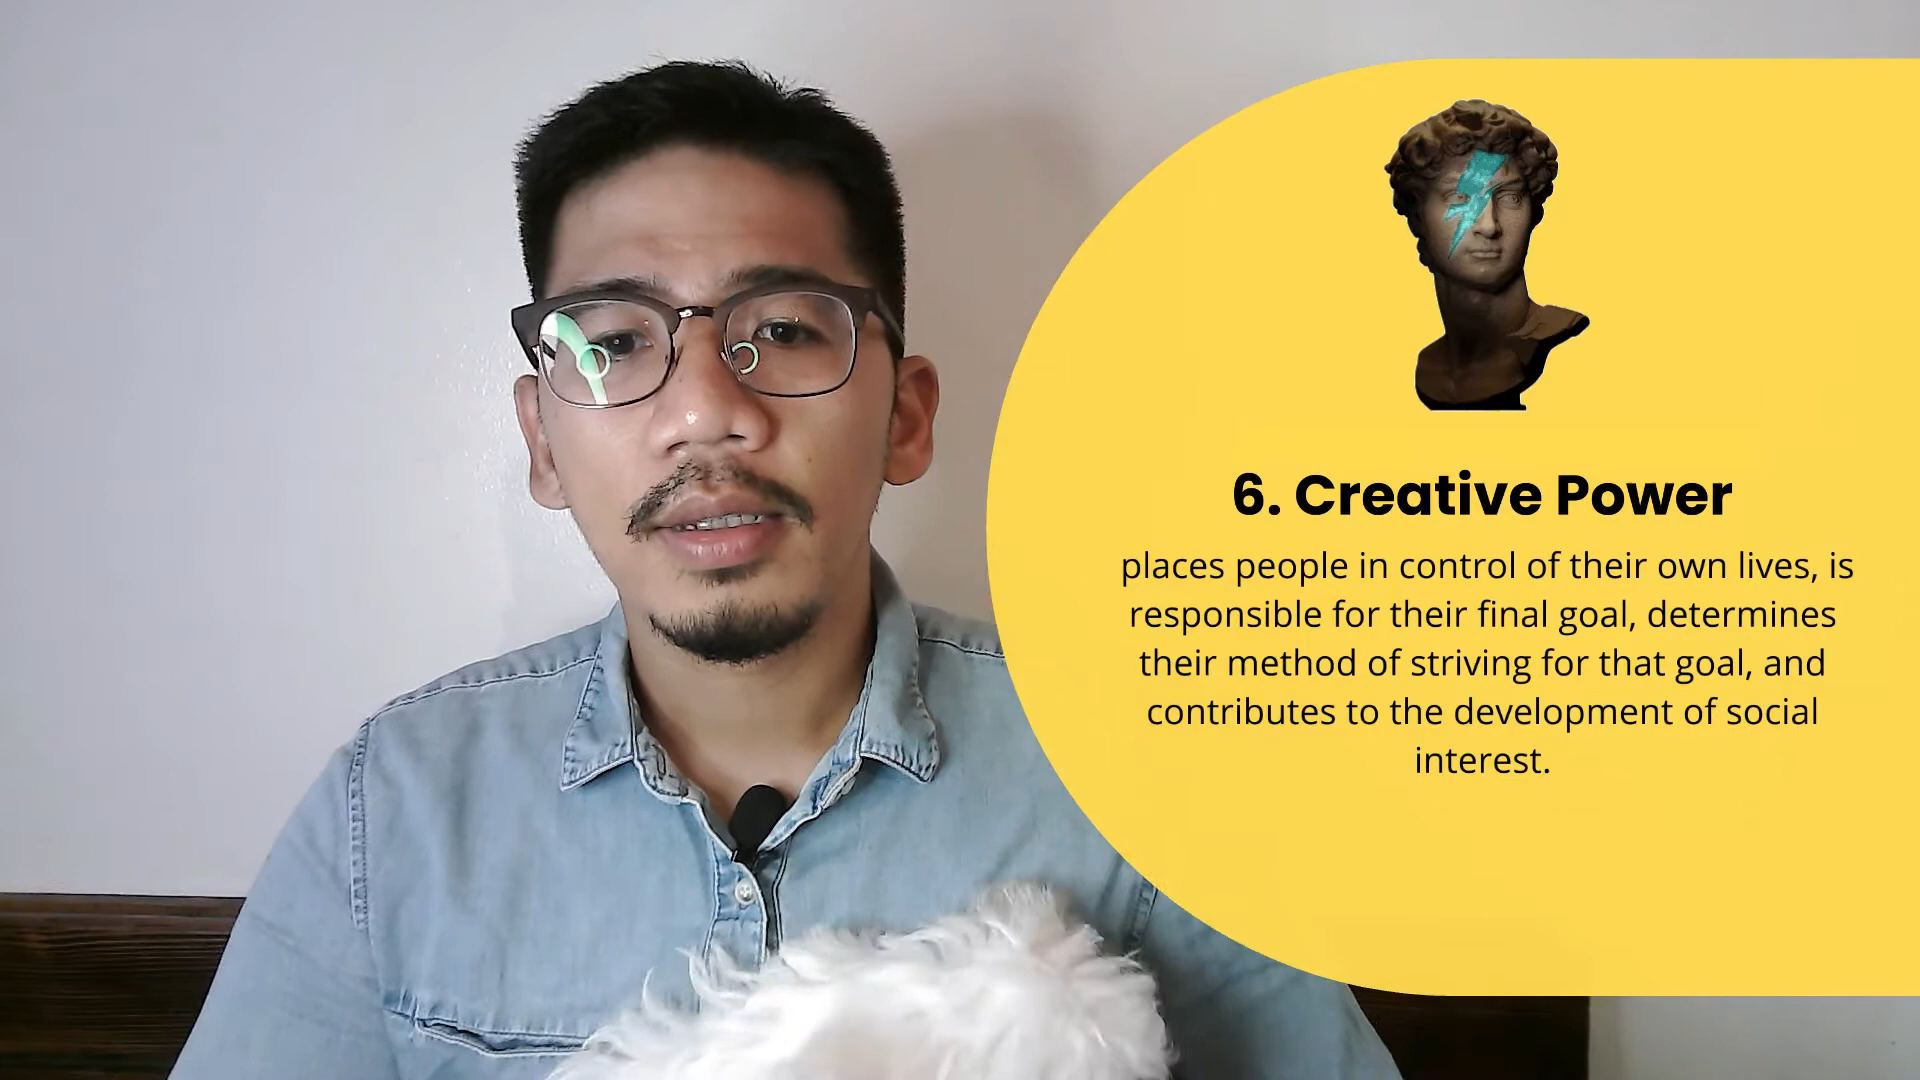 6. Creative Power
places people in control of their own lives, is
responsible for their final goal, determines
their method of striving for that goal, and
contributes to the development of social
interest.